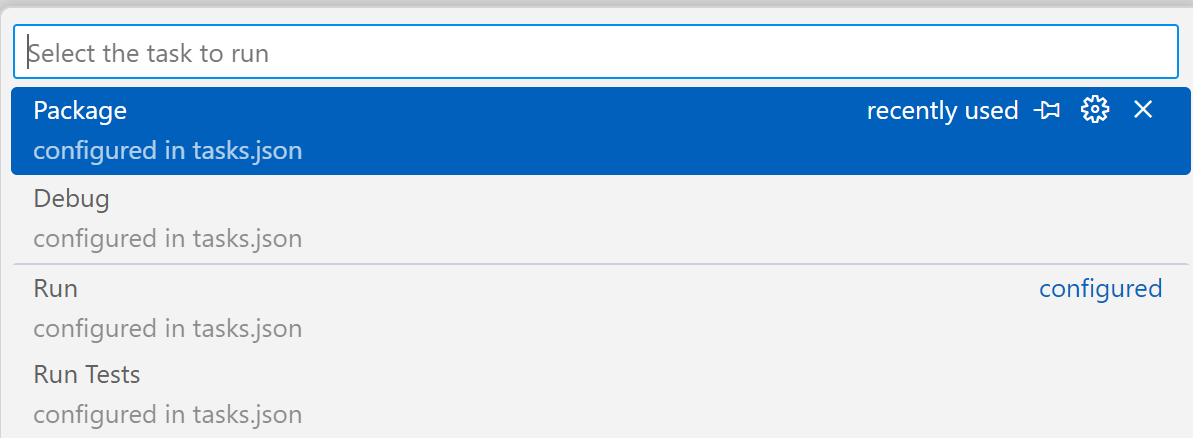 Select the task to run
Package recently used
configured in tasks.json
Debug
configured in tasks.json
Run configured
configured in tasks.json
Run Tests
configured in tasks.json